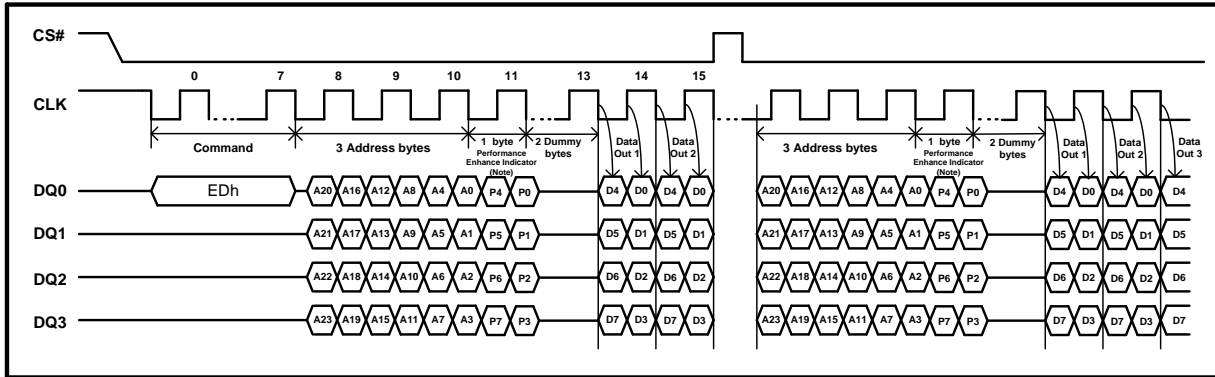 CS#
0 7 8 9 10 11 13 14 15
CLK
Command
3 Address bytes
1 byte
Performance
Enhance Indicator
(Note)
2 Dummy
bytes
Data
Out 1
Data
Out 2
3 Address bytes
1 byte
Performance
Enhance Indicator
(Note)
2 Dummy
bytes
Data
Out 1
Data
Out 2
Data
Out 3
DQ0 EDh A20 A16 A12 A8 A4 A0 P4 P0 D4 D0 D4 D0 A20 A16 A12 A8 A4 A0 P4 P0 D4 D0 D4 D0 D4
DQ1 A21 A17 A13 A9 A5 A1 P5 P1 D5 D1 D5 D1 A21 A17 A13 A9 A5 A1 P5 P1 D5 D1 D5 D1 D5
DQ2 A22 A18 A14 A10 A6 A2 P6 P2 D6 D2 D6 D2 A22 A18 A14 A10 A6 A2 P6 P2 D6 D2 D6 D2 D6
DQ3 A23 A19 A15 A11 A7 A3 P7 P3 D7 D3 D7 D3 A23 A19 A15 A11 A7 A3 P7 P3 D7 D3 D7 D3 D7